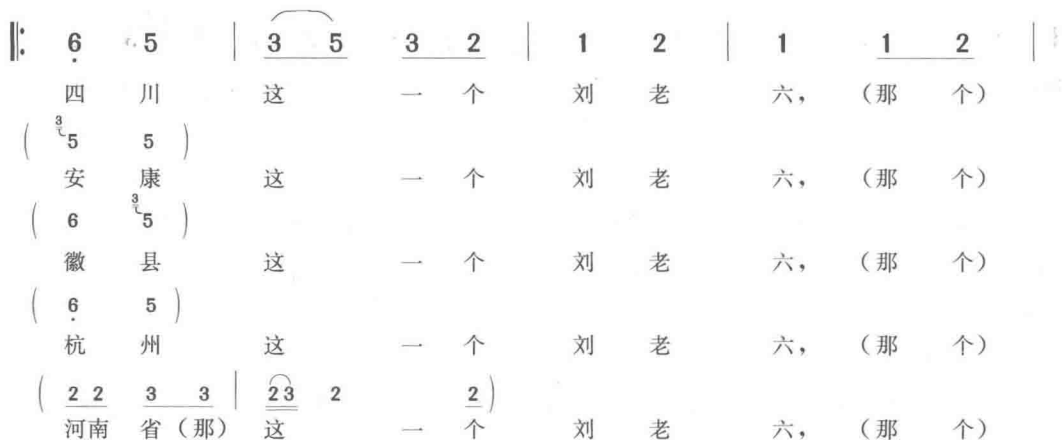 ‖: 6̣ 5 | 3 5 3 2 | 1 2 | 1 1 2 |
四 川 这 一 个 刘 老 六， （那 个）
( 3 5 5 )
安 康 这 一 个 刘 老 六， （那 个）
( 6 3 5 )
徽 县 这 一 个 刘 老 六， （那 个）
( 6̣ 5 )
杭 州 这 一 个 刘 老 六， （那 个）
( 2 2 3 3 | 2 3 2 2 )
河南 省 （那） 这 一 个 刘 老 六， （那 个）